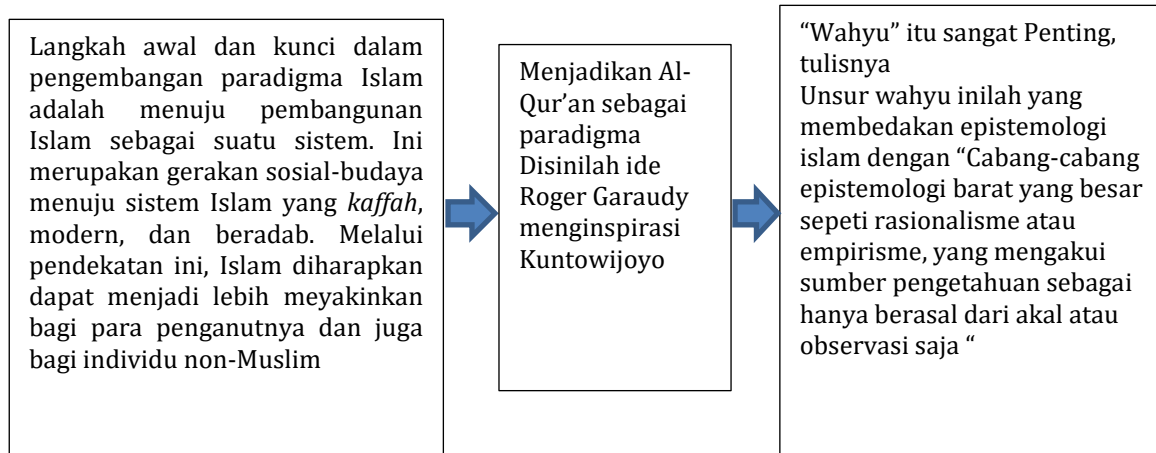 Langkah awal dan kunci dalam
pengembangan paradigma Islam
adalah menuju pembangunan
Islam sebagai suatu sistem. Ini
merupakan gerakan sosial-budaya
menuju sistem Islam yang kaffah,
modern, dan beradab. Melalui
pendekatan ini, Islam diharapkan
dapat menjadi lebih meyakinkan
bagi para penganutnya dan juga
bagi individu non-Muslim
Menjadikan Al-
Qur’an sebagai
paradigma
Disinilah ide
Roger Garaudy
menginspirasi
Kuntowijoyo
“Wahyu” itu sangat Penting,
tulisnya
Unsur wahyu inilah yang
membedakan epistemologi
islam dengan “Cabang-cabang
epistemologi barat yang besar
sepeti rasionalisme atau
empirisme, yang mengakui
sumber pengetahuan sebagai
hanya berasal dari akal atau
observasi saja “